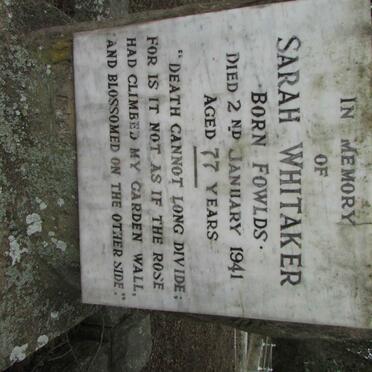 IN MEMORY
OF
SARAH WHITAKER
BORN FOWLDS.
DIED 2ND JANUARY 1941
AGED 77 YEARS
"DEATH CANNOT LONG DIVIDE;
FOR IS IT NOT AS IF THE ROSE
HAD CLIMBED MY GARDEN WALL,
AND BLOSSOMED ON THE OTHER SIDE."